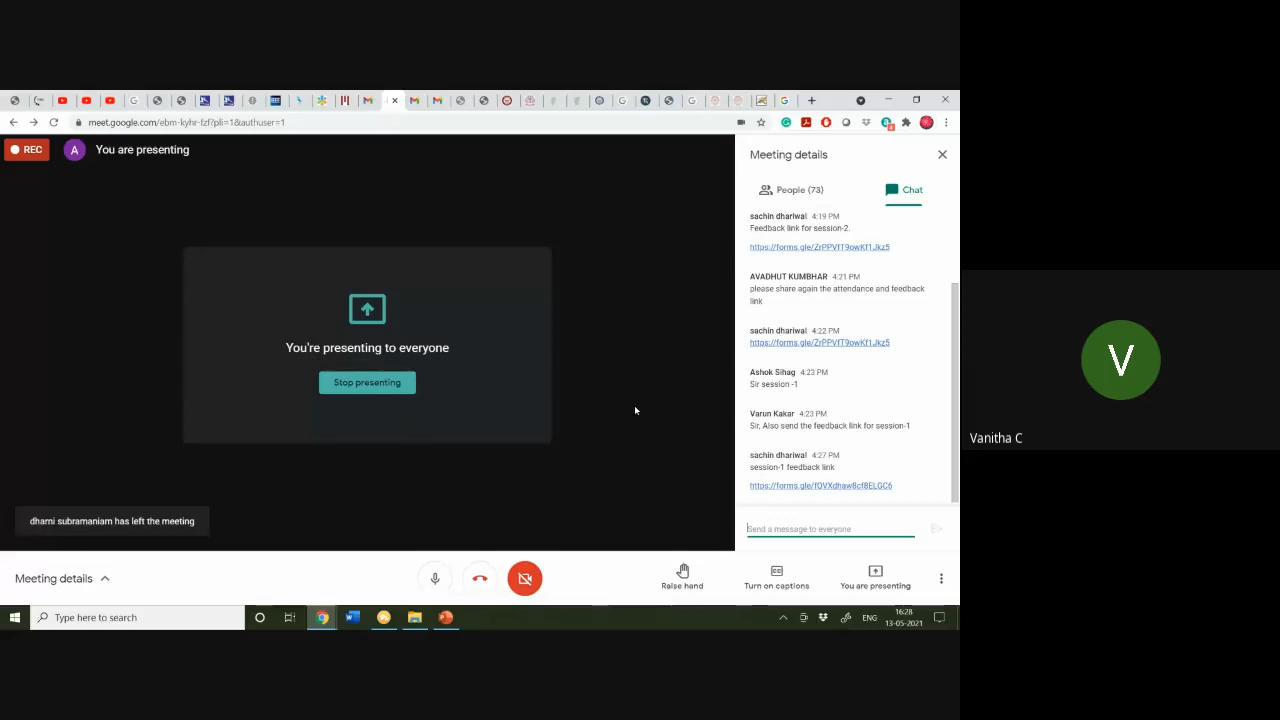 meet.google.com/ebm-kyhr-fzf?pli=1&authuser=1
REC
A
You are presenting
Meeting details
People (73)
Chat
sachin dhariwal 4:19 PM
Feedback link for session-2.
https://forms.gle/ZrPPVfT9owKf1Jkz5
AVADHUT KUMBHAR 4:21 PM
please share again the attendance and feedback
link
sachin dhariwal 4:22 PM
https://forms.gle/ZrPPVfT9owKf1Jkz5
Ashok Sihag 4:23 PM
Sir session -1
Varun Kakar 4:23 PM
Sir, Also send the feedback link for session-1
sachin dhariwal 4:27 PM
session-1 feedback link
https://forms.gle/fQVXdhaw8cf8ELGC6
Send a message to everyone
You're presenting to everyone
Stop presenting
dharni subramaniam has left the meeting
Meeting details
Raise hand
Turn on captions
You are presenting
Type here to search
ENG
16:28
13-05-2021
V
Vanitha C